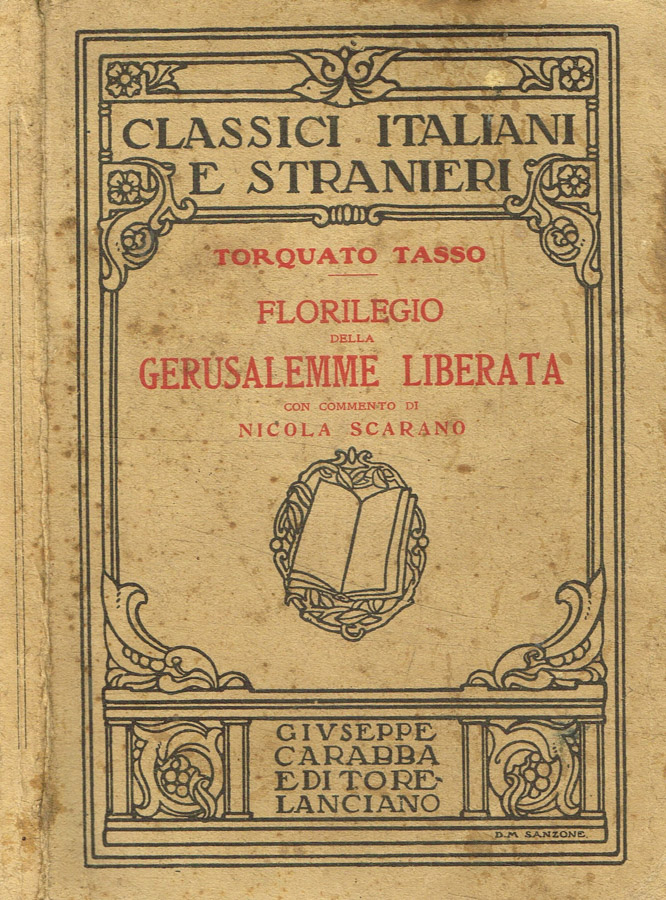 CLASSICI ITALIANI
E STRANIERI
TORQUATO TASSO
FLORILEGIO
DELLA
GERUSALEMME LIBERATA
CON COMMENTO DI
NICOLA SCARANO
GIVSEPPE
CARABBA
EDITORE
LANCIANO
D.M SANZONE.